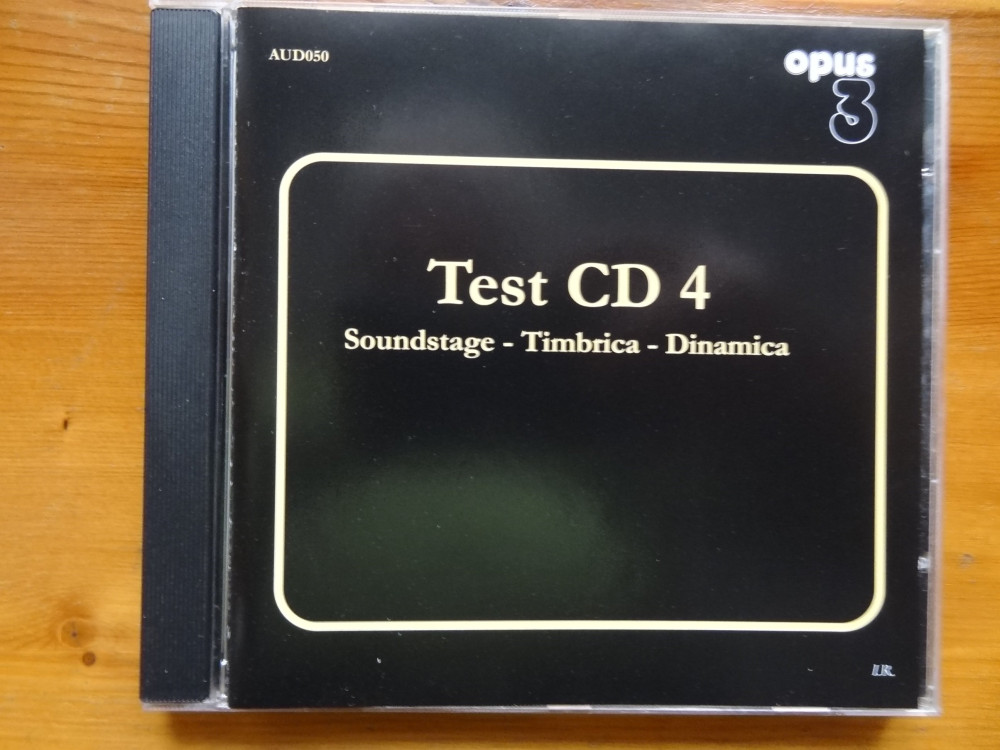 AUD050
opus
3
Test CD 4
Soundstage - Timbrica - Dinamica
I.R.